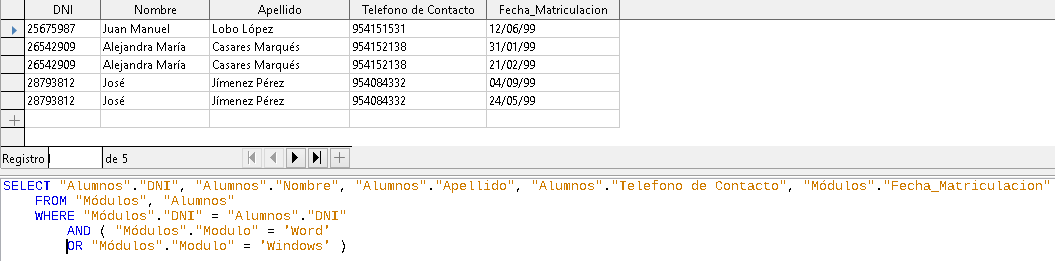 DNI Nombre Apellido Telefono de Contacto Fecha_Matriculacion
25675987 Juan Manuel Lobo López 954151531 12/06/99
26542909 Alejandra María Casares Marqués 954152138 31/01/99
26542909 Alejandra María Casares Marqués 954152138 21/02/99
28793812 José Jímenez Pérez 954084332 04/09/99
28793812 José Jímenez Pérez 954084332 24/05/99
Registro 1 de 5
SELECT "Alumnos"."DNI", "Alumnos"."Nombre", "Alumnos"."Apellido", "Alumnos"."Telefono de Contacto", "Módulos"."Fecha_Matriculacion"
FROM "Módulos", "Alumnos"
WHERE "Módulos"."DNI" = "Alumnos"."DNI"
AND ( "Módulos"."Modulo" = 'Word'
OR "Módulos"."Modulo" = 'Windows' )